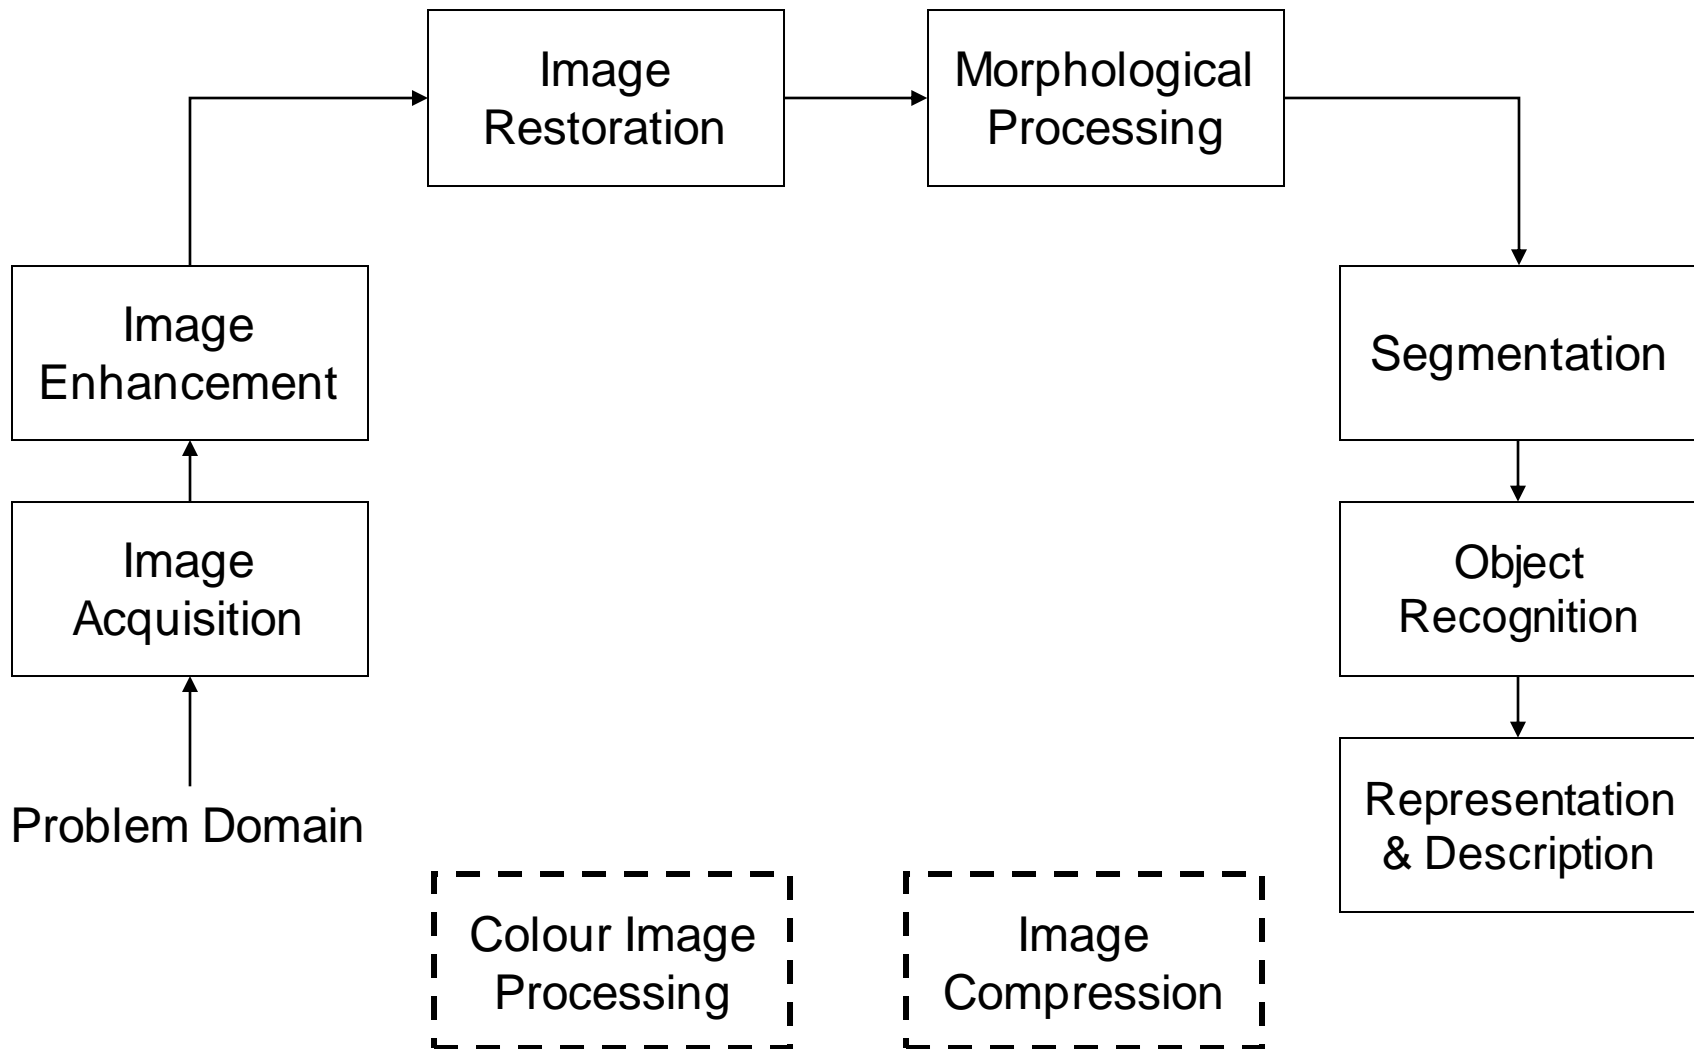 Image
Restoration
Morphological
Processing
Image
Enhancement
Segmentation
Image
Acquisition
Object
Recognition
Problem Domain
Representation
& Description
Colour Image
Processing
Image
Compression